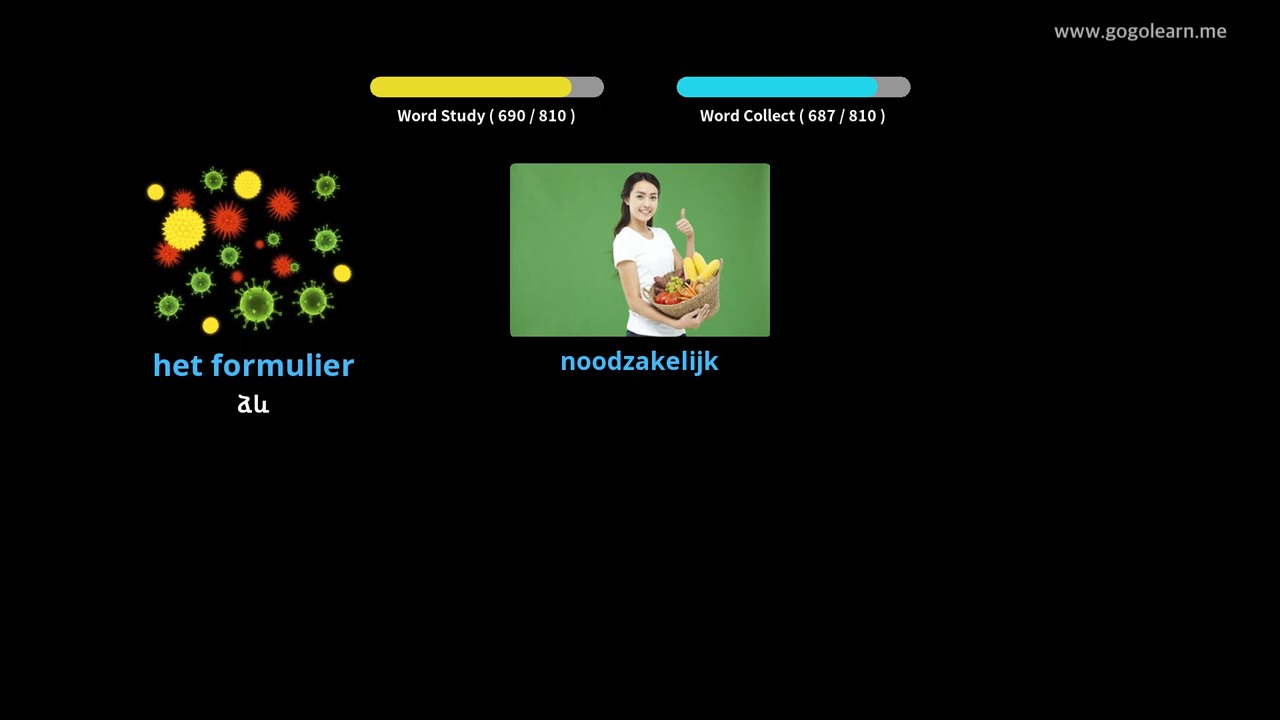 www.gogolearn.me
Word Study ( 690 / 810 )
Word Collect ( 687 / 810 )
het formulier
ձև
noodzakelijk